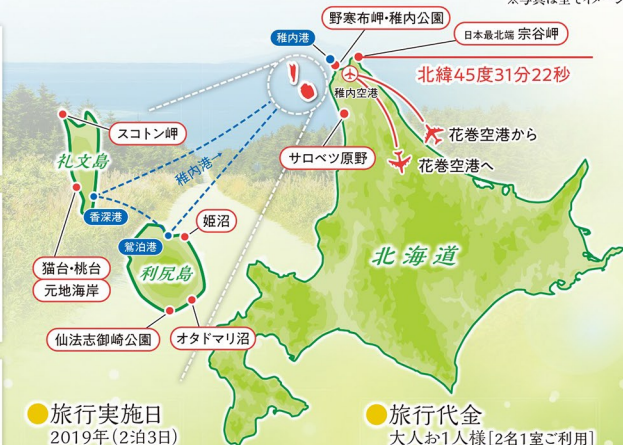 ※写真は全てイメージ
野寒布岬・稚内公園
稚内港
日本最北端 宗谷岬
北緯45度31分22秒
稚内空港
スコトン岬
花巻空港から
礼文島
サロベツ原野
花巻空港へ
稚内港
香深港
姫沼
鴛泊港
北海道
猫台・桃台
利尻島
元地海岸
仙法志御崎公園
オタドマリ沼
旅行実施日
2019年(2泊3日)
旅行代金
大人お1人様[2名1室ご利用]